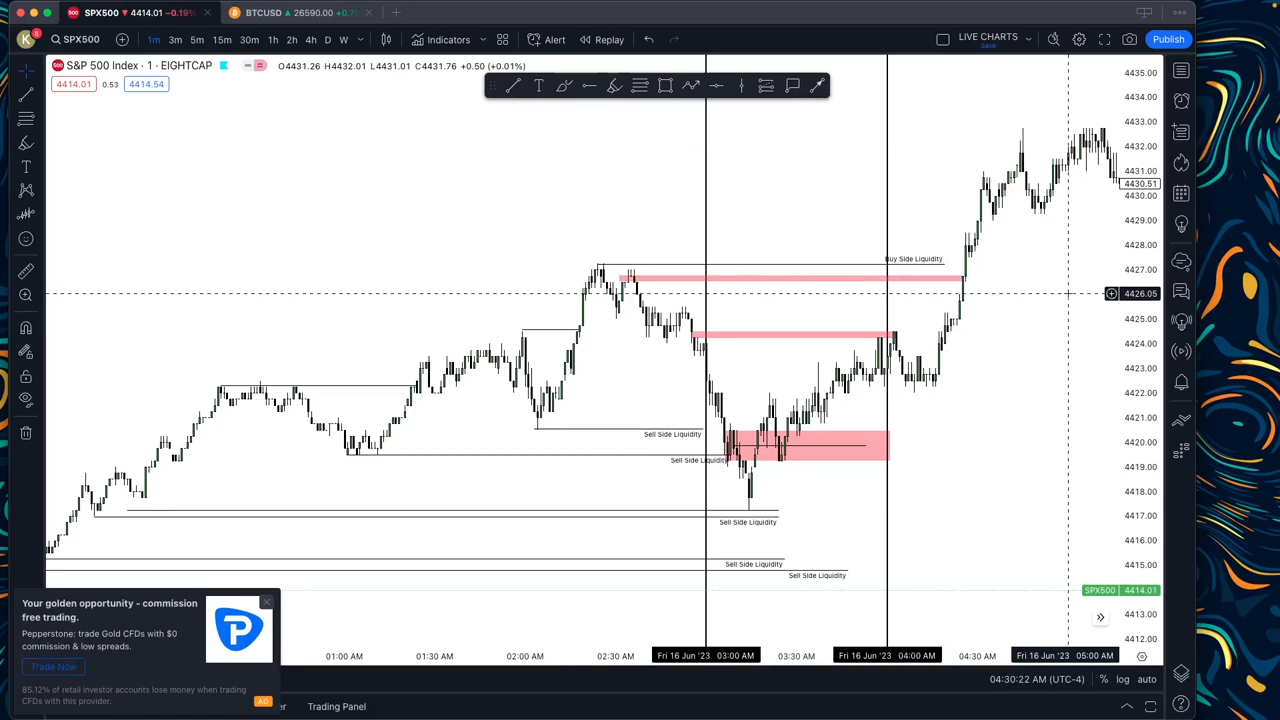 SPX500 ▼ 4414.01 −0.19%
BTCUSD ▲ 26590.00 +0.7
K
8
SPX500
1m 3m 5m 15m 30m 1h 2h 4h D W
Indicators
Alert
Replay
LIVE CHARTS
Save
Publish
500 S&P 500 Index · 1 · EIGHTCAP
O4431.26 H4432.01 L4431.01 C4431.76 +0.50 (+0.01%)
4414.01 0.53 4414.54
4435.00
4434.00
4433.00
4432.00
4431.00
4430.51
4430.00
4429.00
4428.00
Buy Side Liquidity
4427.00
4426.05
4425.00
4424.00
4423.00
4422.00
4421.00
Sell Side Liquidity
4420.00
Sell Side Liquidity
4419.00
4418.00
4417.00
Sell Side Liquidity
4416.00
Sell Side Liquidity
4415.00
Sell Side Liquidity
SPX500 4414.01
4413.00
4412.00
Your golden opportunity - commission
free trading.
Pepperstone: trade Gold CFDs with $0
commission & low spreads.
Trade Now
85.12% of retail investor accounts lose money when trading
CFDs with this provider.
AD
01:00 AM 01:30 AM 02:00 AM 02:30 AM Fri 16 Jun '23 03:00 AM 03:30 AM Fri 16 Jun '23 04:00 AM 04:30 AM Fri 16 Jun '23 05:00 AM
04:30:22 AM (UTC-4) % log auto
Trading Panel